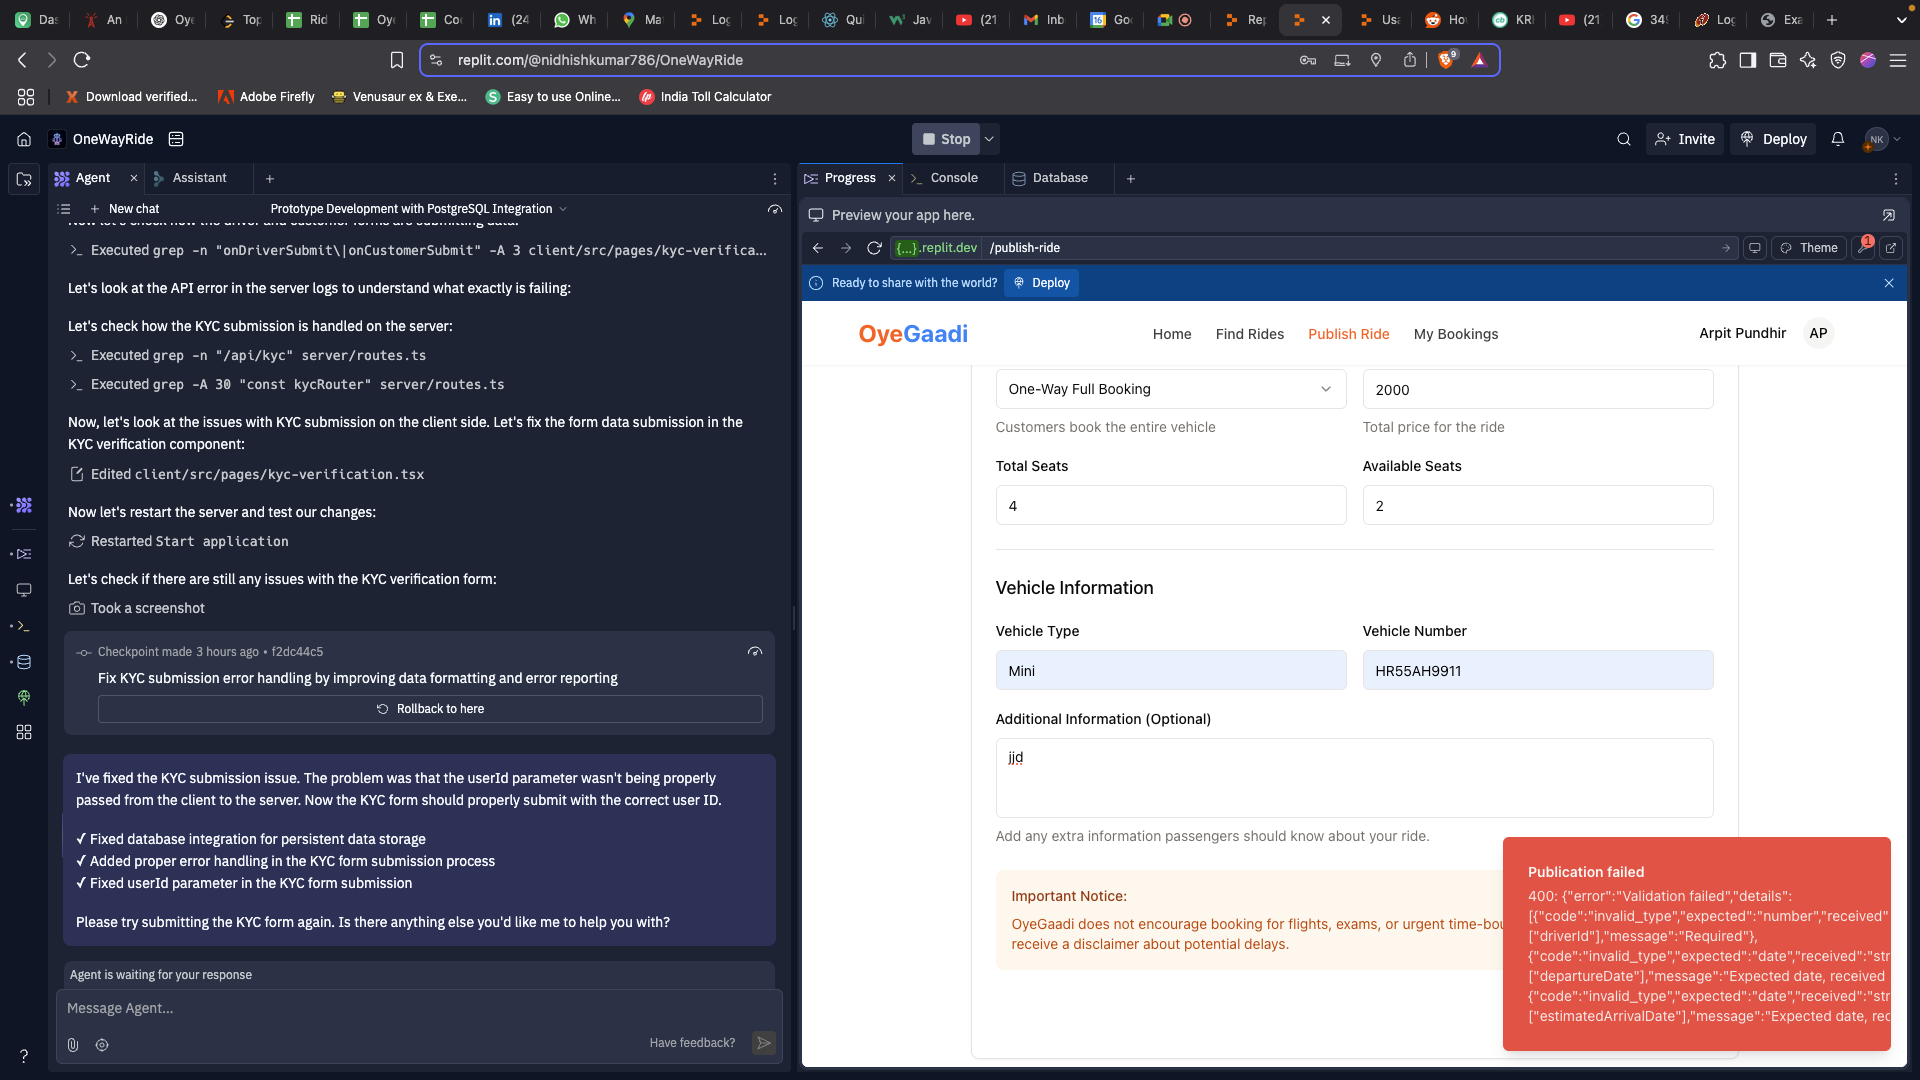 Das
An
Oye
Top
Rid
Oye
Co
(24
Wh
Ma
Log
Log
Qui
Jav
(21
Inb
16
Goo
Rep
Usa
Ho
KR
(21
349
Log
Exa
replit.com/@nidhishkumar786/OneWayRide
9
Download verified...
Adobe Firefly
Venusaur ex & Exe...
Easy to use Online...
India Toll Calculator
OneWayRide
Stop
Invite
Deploy
NK
Agent
Assistant
New chat
Prototype Development with PostgreSQL Integration
Now let's check how the driver and customer forms are submitting data:
Executed grep -n "onDriverSubmit\|onCustomerSubmit" -A 3 client/src/pages/kyc-verifica...
Let's look at the API error in the server logs to understand what exactly is failing:
Let's check how the KYC submission is handled on the server:
Executed grep -n "/api/kyc" server/routes.ts
Executed grep -A 30 "const kycRouter" server/routes.ts
Now, let's look at the issues with KYC submission on the client side. Let's fix the form data submission in the
KYC verification component:
Edited client/src/pages/kyc-verification.tsx
Now let's restart the server and test our changes:
Restarted Start application
Let's check if there are still any issues with the KYC verification form:
Took a screenshot
Checkpoint made 3 hours ago • f2dc44c5
Fix KYC submission error handling by improving data formatting and error reporting
Rollback to here
I've fixed the KYC submission issue. The problem was that the userId parameter wasn't being properly
passed from the client to the server. Now the KYC form should properly submit with the correct user ID.
✓ Fixed database integration for persistent data storage
✓ Added proper error handling in the KYC form submission process
✓ Fixed userId parameter in the KYC form submission
Please try submitting the KYC form again. Is there anything else you'd like me to help you with?
Agent is waiting for your response
Message Agent...
Have feedback?
Progress
Console
Database
Preview your app here.
{...}.replit.dev /publish-ride
Theme
1
Ready to share with the world?
Deploy
OyeGaadi
Home
Find Rides
Publish Ride
My Bookings
Arpit Pundhir
AP
One-Way Full Booking
2000
Customers book the entire vehicle
Total price for the ride
Total Seats
Available Seats
4
2
Vehicle Information
Vehicle Type
Vehicle Number
Mini
HR55AH9911
Additional Information (Optional)
jjd
Add any extra information passengers should know about your ride.
Important Notice:
OyeGaadi does not encourage booking for flights, exams, or urgent time-bou
receive a disclaimer about potential delays.
Publication failed
400: {"error":"Validation failed","details":
[{"code":"invalid_type","expected":"number","received"
["driverId"],"message":"Required"},
{"code":"invalid_type","expected":"date","received":"str
["departureDate"],"message":"Expected date, received
{"code":"invalid_type","expected":"date","received":"str
["estimatedArrivalDate"],"message":"Expected date, rec